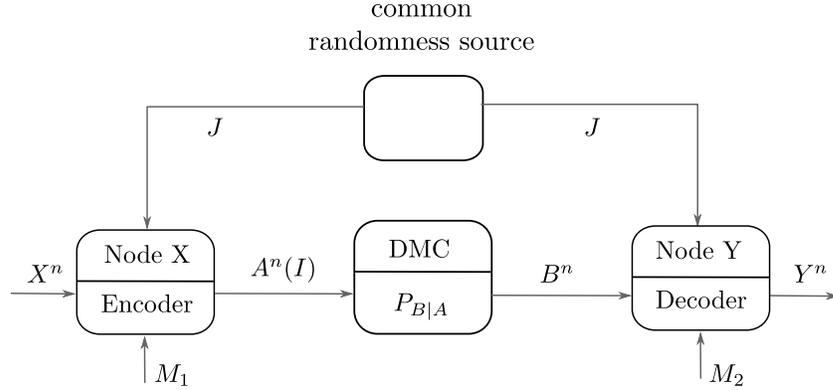 common
randomness source
J
J
Node X
Encoder
X^n
A^n(I)
DMC
P_{B|A}
B^n
Node Y
Decoder
Y^n
M_1
M_2